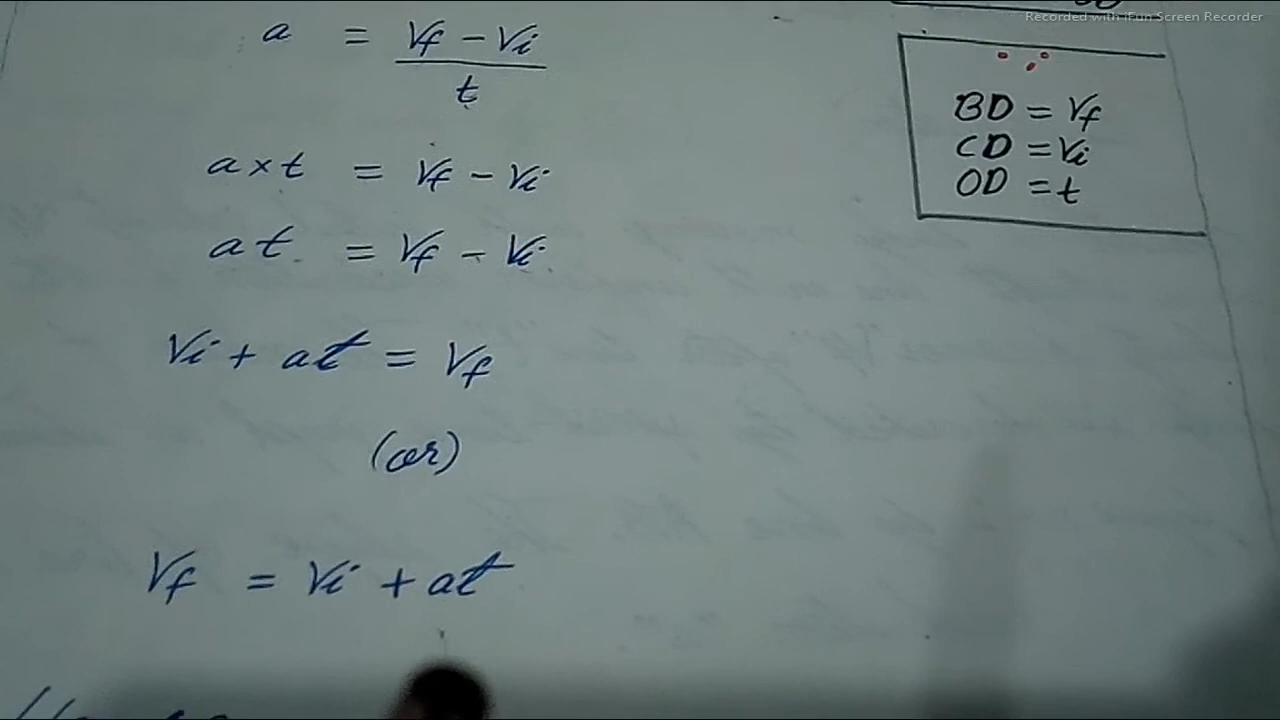 Recorded with iFun Screen Recorder
a = Vf - Vi
t
a x t = Vf - Vi
at = Vf - Vi
Vi + at = Vf
(or)
Vf = Vi + at
∵
BD = Vf
CD = Vi
OD = t